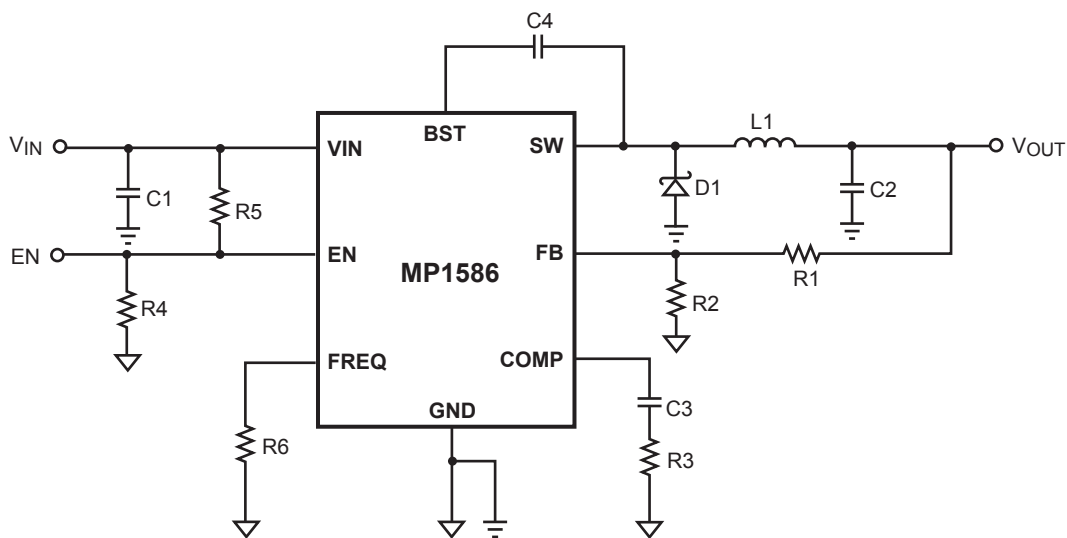 C4
BST
L1
VIN
VIN
SW
VOUT
C1
R5
D1
C2
EN
EN
FB
MP1586
R1
R4
R2
FREQ
COMP
GND
C3
R6
R3